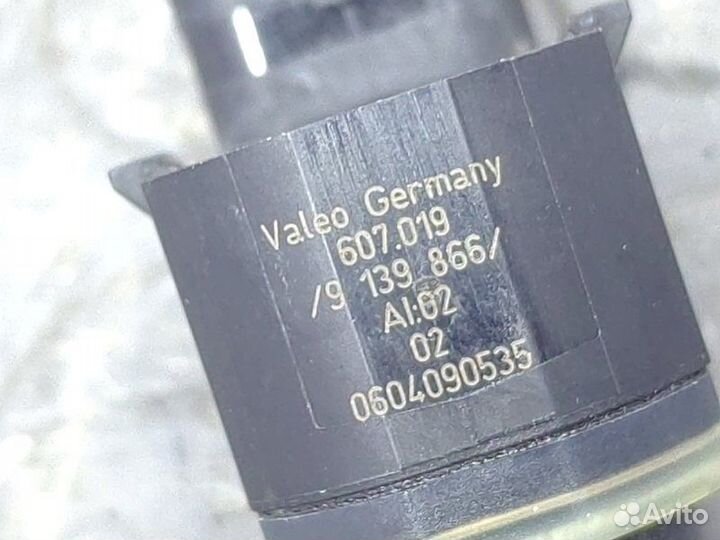 Valeo Germany
607.019
/9 139 866/
AI:02
02
0604090535
Avito